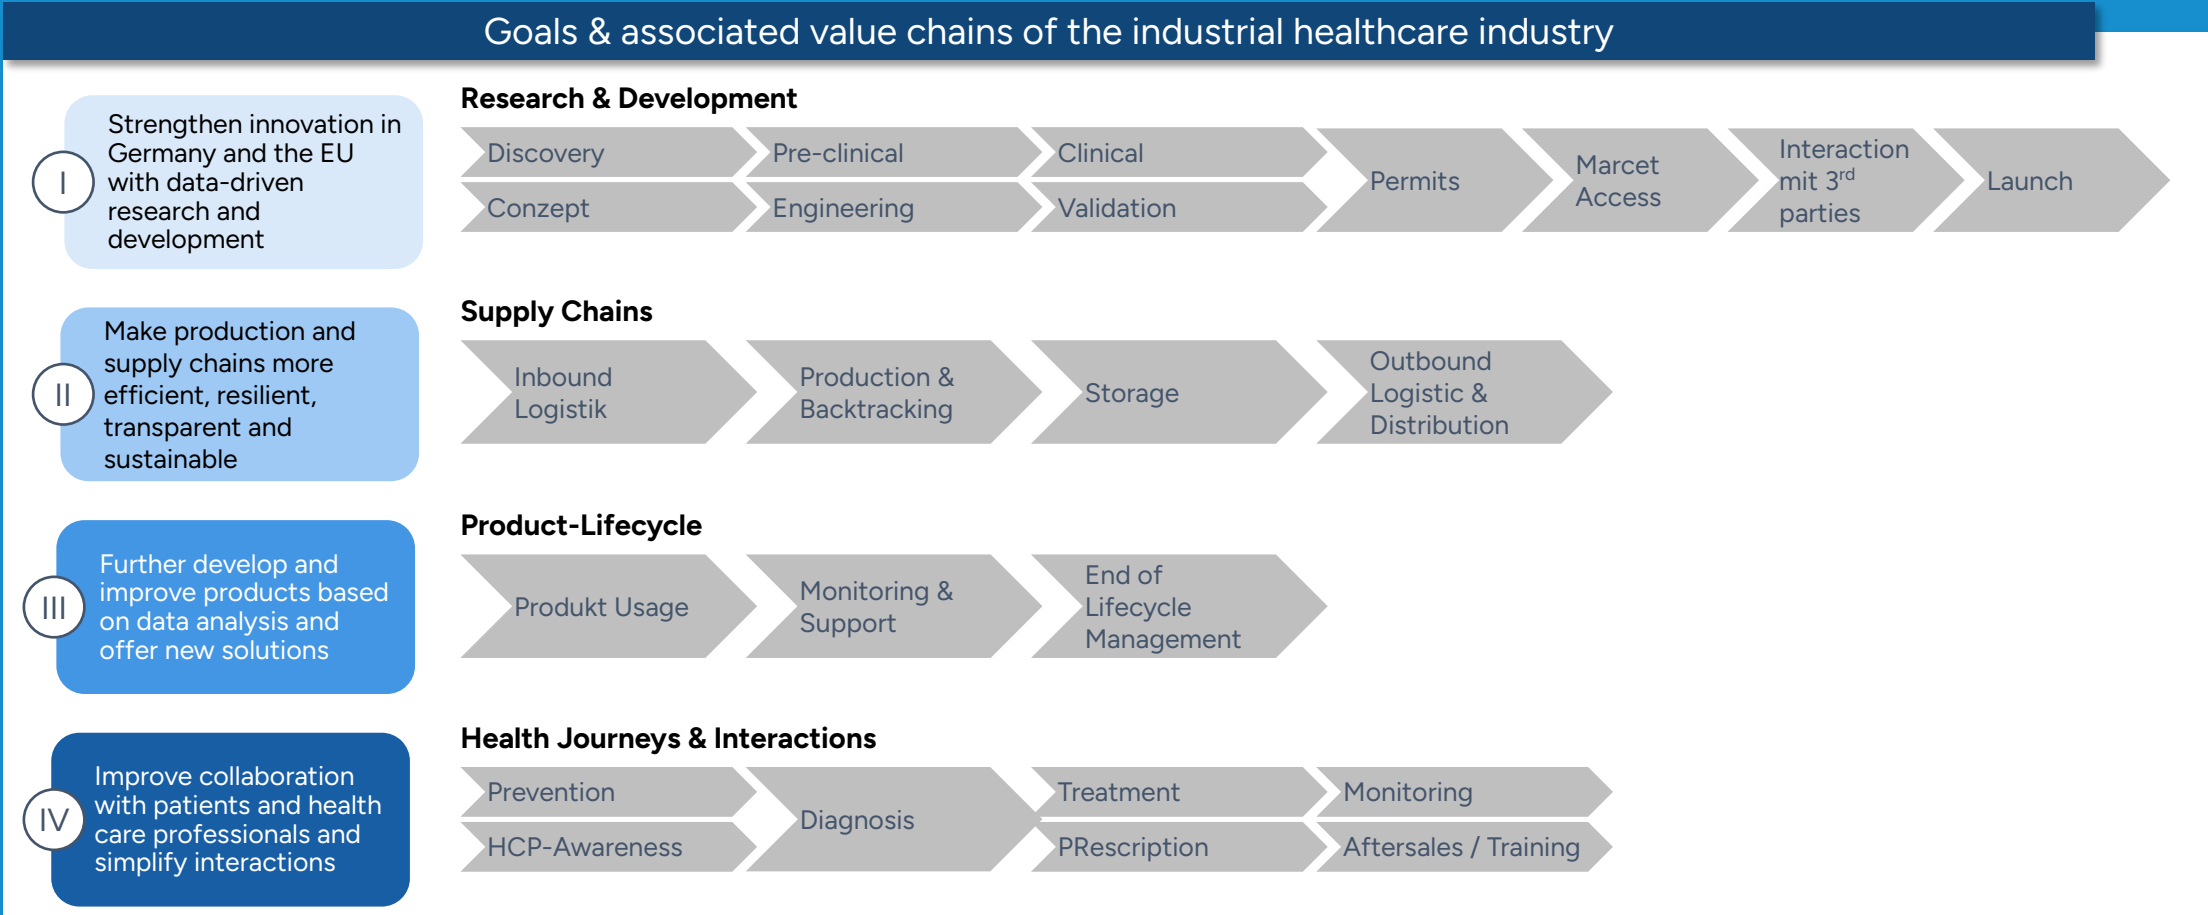 Goals & associated value chains of the industrial healthcare industry
I
Strengthen innovation in
Germany and the EU
with data-driven
research and
development
Research & Development
Discovery
Pre-clinical
Clinical
Conzept
Engineering
Validation
Permits
Marcet
Access
Interaction
mit 3rd
parties
Launch
II
Make production and
supply chains more
efficient, resilient,
transparent and
sustainable
Supply Chains
Inbound
Logistik
Production &
Backtracking
Storage
Outbound
Logistic &
Distribution
III
Further develop and
improve products based
on data analysis and
offer new solutions
Product-Lifecycle
Produkt Usage
Monitoring &
Support
End of
Lifecycle
Management
IV
Improve collaboration
with patients and health
care professionals and
simplify interactions
Health Journeys & Interactions
Prevention
HCP-Awareness
Diagnosis
Treatment
PRescription
Monitoring
Aftersales / Training